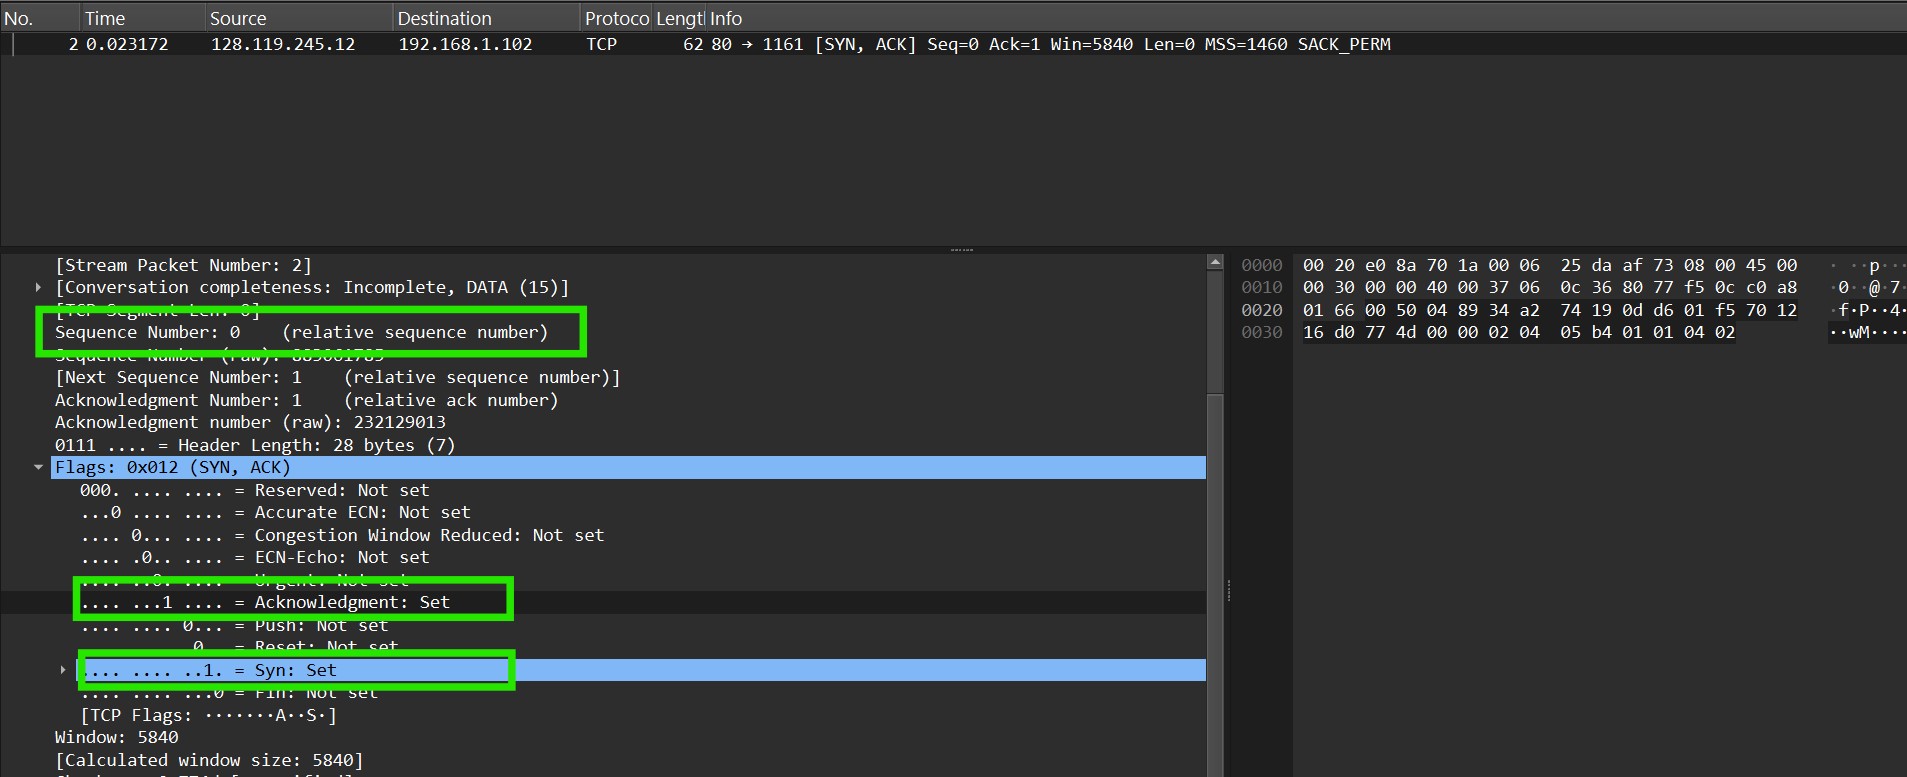 No. Time Source Destination Protoco Lengt Info
2 0.023172 128.119.245.12 192.168.1.102 TCP 62 80 → 1161 [SYN, ACK] Seq=0 Ack=1 Win=5840 Len=0 MSS=1460 SACK_PERM
[Stream Packet Number: 2]
[Conversation completeness: Incomplete, DATA (15)]
[TCP Segment Len: 0]
Sequence Number: 0 (relative sequence number)
Sequence Number (raw): 883061785
[Next Sequence Number: 1 (relative sequence number)]
Acknowledgment Number: 1 (relative ack number)
Acknowledgment number (raw): 232129013
0111 .... = Header Length: 28 bytes (7)
Flags: 0x012 (SYN, ACK)
000. .... .... = Reserved: Not set
...0 .... .... = Accurate ECN: Not set
.... 0... .... = Congestion Window Reduced: Not set
.... .0.. .... = ECN-Echo: Not set
.... ..0. .... = Urgent: Not set
.... ...1 .... = Acknowledgment: Set
.... .... 0... = Push: Not set
0.. = Reset: Not set
.... .... ..1. = Syn: Set
.... .... ...0 = Fin: Not set
[TCP Flags: ·······A··S·]
Window: 5840
[Calculated window size: 5840]
0000 00 20 e0 8a 70 1a 00 06 25 da af 73 08 00 45 00 · ··p···
0010 00 30 00 00 40 00 37 06 0c 36 80 77 f5 0c c0 a8 ·0··@·7·
0020 01 66 00 50 04 89 34 a2 74 19 0d d6 01 f5 70 12 ·f·P··4·
0030 16 d0 77 4d 00 00 02 04 05 b4 01 01 04 02 ··wM····